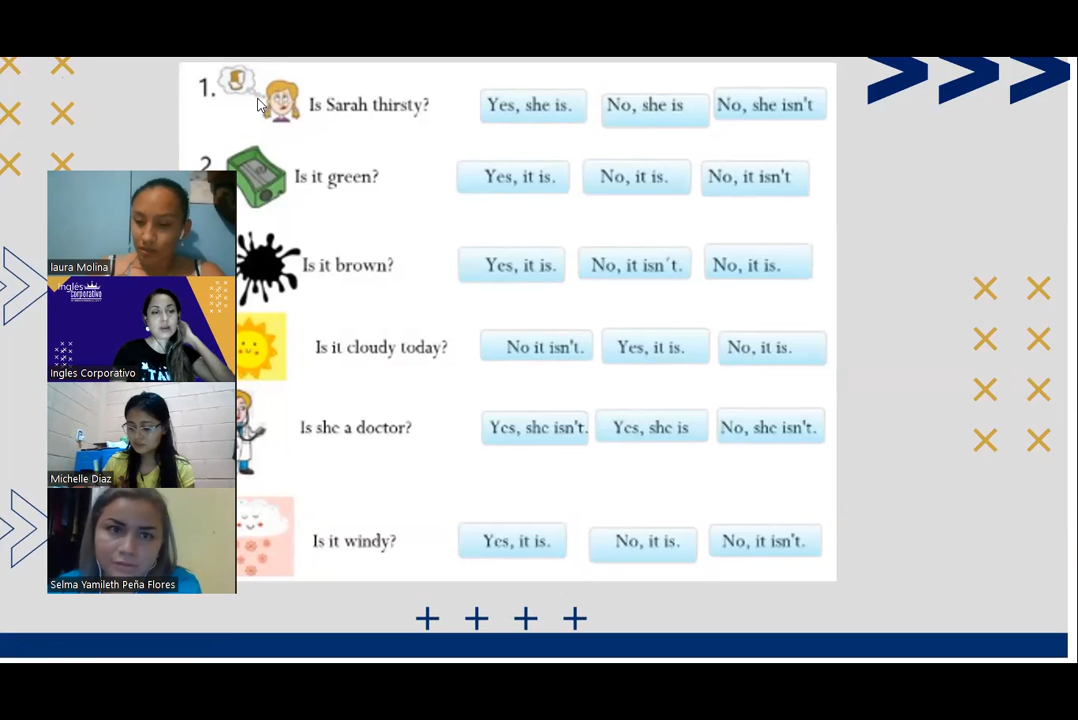 1.
Is Sarah thirsty? Yes, she is. No, she is No, she isn't
2
Is it green? Yes, it is. No, it is. No, it isn't
Is it brown? Yes, it is. No, it isn´t. No, it is.
Is it cloudy today? No it isn't. Yes, it is. No, it is.
Is she a doctor? Yes, she isn't. Yes, she is No, she isn't.
Is it windy? Yes, it is. No, it is. No, it isn't.
laura Molina
Inglés
corporativo
Ingles Corporativo
Michelle Diaz
Selma Yamileth Peña Flores